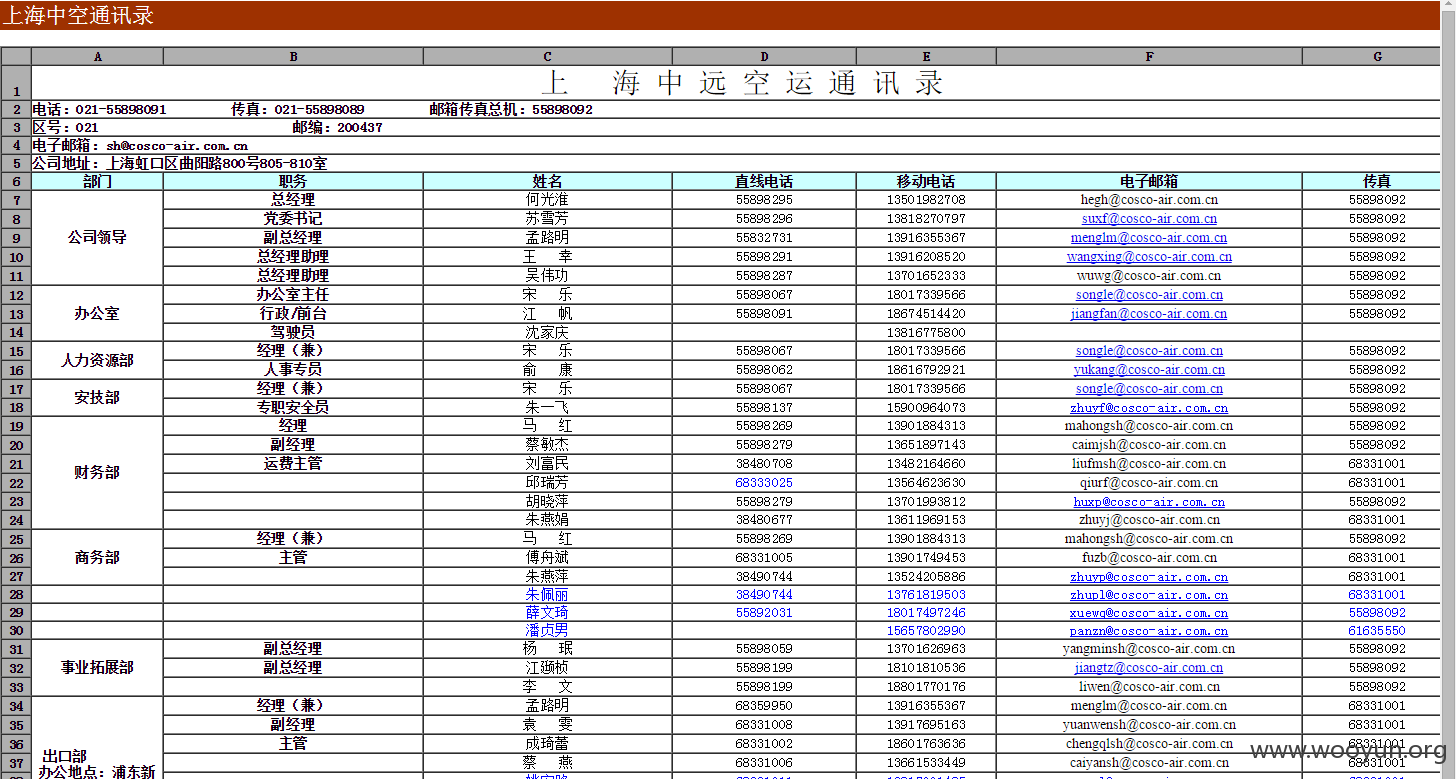 上海中空通讯录
A B C D E F G
1 上 海 中 远 空 运 通 讯 录
2 电话：021-55898091 传真：021-55898089 邮箱传真总机：55898092
3 区号：021 邮编：200437
4 电子邮箱：sh@cosco-air.com.cn
5 公司地址：上海虹口区曲阳路800号805-810室
6 部门 职务 姓名 直线电话 移动电话 电子邮箱 传真
7 总经理 何光淮 55898295 13501982708 hegh@cosco-air.com.cn 55898092
8 党委书记 苏雪芳 55898296 13818270797 suxf@cosco-air.com.cn 55898092
9 公司领导 副总经理 孟路明 55832731 13916355367 menglm@cosco-air.com.cn 55898092
10 总经理助理 王 幸 55898291 13916208520 wangxing@cosco-air.com.cn 55898092
11 总经理助理 吴伟功 55898287 13701652333 wuwg@cosco-air.com.cn 55898092
12 办公室主任 宋 乐 55898067 18017339566 songle@cosco-air.com.cn 55898092
13 办公室 行政/前台 江 帆 55898091 18674514420 jiangfan@cosco-air.com.cn 55898092
14 驾驶员 沈家庆 13816775800
15 人力资源部 经理（兼） 宋 乐 55898067 18017339566 songle@cosco-air.com.cn 55898092
16 人事专员 俞 康 55898062 18616792921 yukang@cosco-air.com.cn 55898092
17 安技部 经理（兼） 宋 乐 55898067 18017339566 songle@cosco-air.com.cn 55898092
18 专职安全员 朱一飞 55898137 15900964073 zhuyf@cosco-air.com.cn 55898092
19 经理 马 红 55898269 13901884313 mahongsh@cosco-air.com.cn 55898092
20 副经理 蔡敏杰 55898279 13651897143 caimjsh@cosco-air.com.cn 55898092
21 财务部 运费主管 刘富民 38480708 13482164660 liufmsh@cosco-air.com.cn 68331001
22 邱瑞芳 68333025 13564623630 qiurf@cosco-air.com.cn 68331001
23 胡晓萍 55898279 13701993812 huxp@cosco-air.com.cn 55898092
24 朱燕娟 38480677 13611969153 zhuyj@cosco-air.com.cn 68331001
25 经理（兼） 马 红 55898269 13901884313 mahongsh@cosco-air.com.cn 55898092
26 商务部 主管 傅舟斌 68331005 13901749453 fuzb@cosco-air.com.cn 68331001
27 朱燕萍 38490744 13524205886 zhuyp@cosco-air.com.cn 68331001
28 朱佩丽 38490744 13761819503 zhupl@cosco-air.com.cn 68331001
29 薛文琦 55892031 18017497246 xuewq@cosco-air.com.cn 55898092
30 潘贞男 15657802990 panzn@cosco-air.com.cn 61635550
31 副总经理 杨 珉 55898059 13701626963 yangminsh@cosco-air.com.cn 55898092
32 事业拓展部 副总经理 江颋桢 55898199 18101810536 jiangtz@cosco-air.com.cn 55898092
33 李 文 55898199 18801770176 liwen@cosco-air.com.cn 55898092
34 经理（兼） 孟路明 68359950 13916355367 menglm@cosco-air.com.cn 68331001
35 副经理 袁 雯 68331008 13917695163 yuanwensh@cosco-air.com.cn 68331001
36 主管 成琦蕾 68331002 18601763636 chengqlsh@cosco-air.com.cn 68331001
37 出口部 蔡 燕 68331006 13661533449 caiyansh@cosco-air.com.cn 68331001
办公地点：浦东新
www.wooyun.org